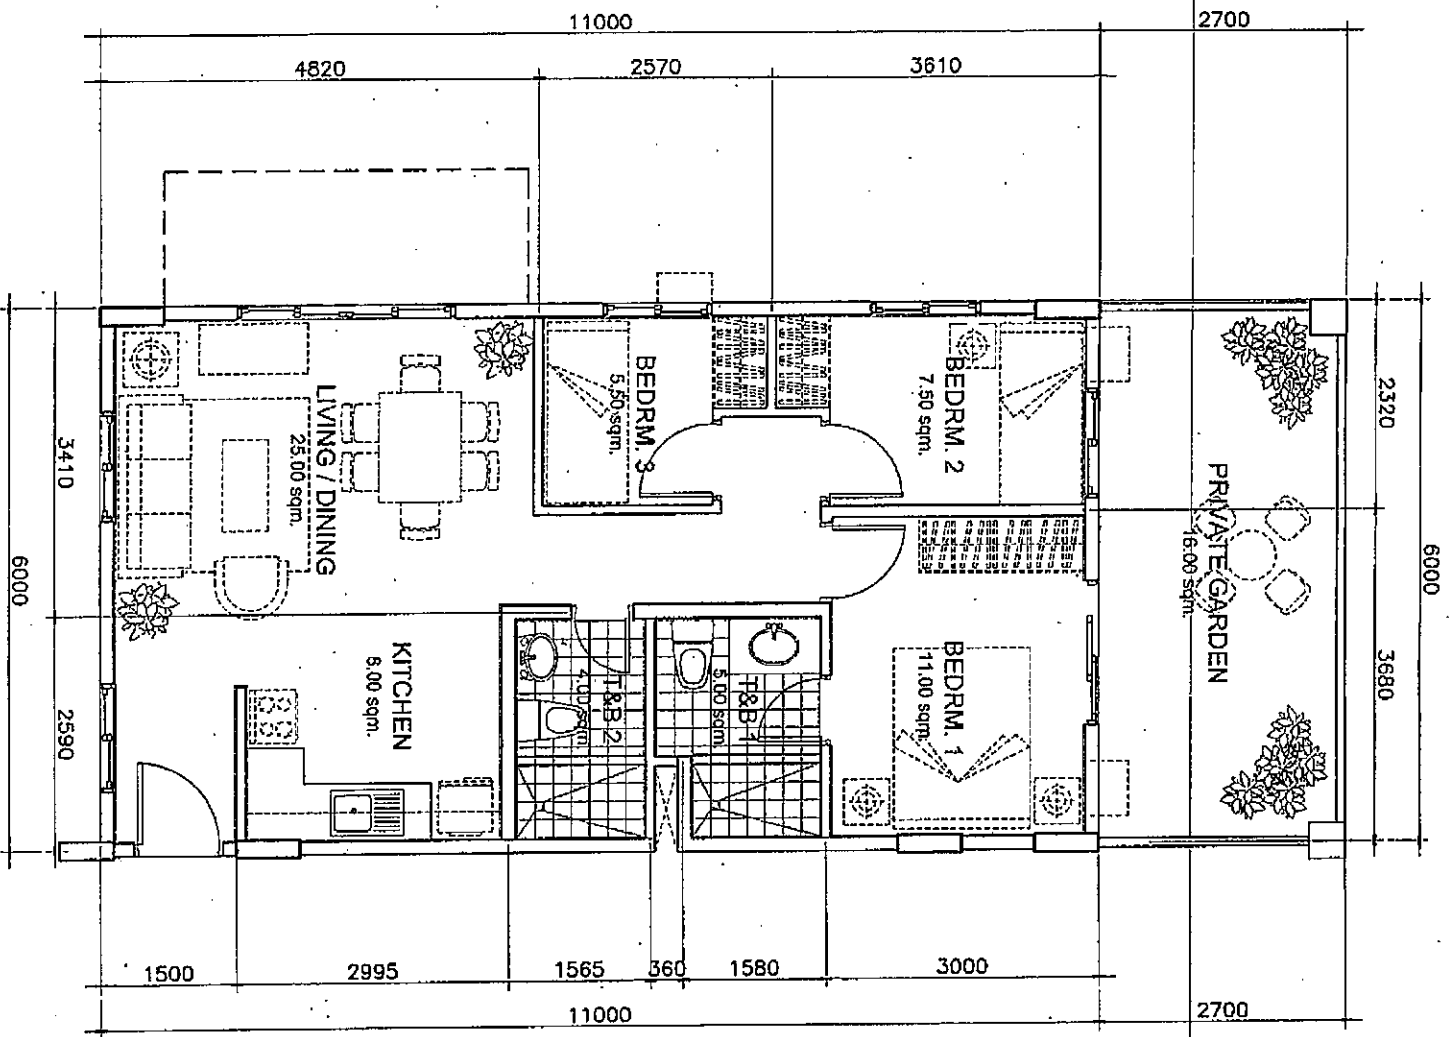 11000
2700
4820
2570
3610
BEDRM. 3
5.50 sqm.
BEDRM. 2
7.50 sqm.
LIVING / DINING
25.00 sqm.
PRIVATE GARDEN
16.00 sqm.
3410
6000
2320
6000
3680
KITCHEN
6.00 sqm.
T&B 2
4.00 sqm
T&B 1
5.00 sqm.
BEDRM. 1
11.00 sqm.
2590
1500
2995
1565
360
1580
3000
11000
2700